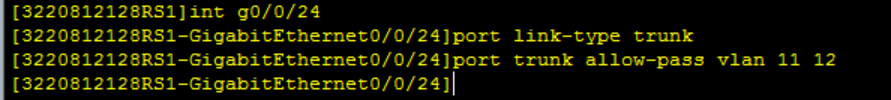 [3220812128RS1]int g0/0/24
[3220812128RS1-GigabitEthernet0/0/24]port link-type trunk
[3220812128RS1-GigabitEthernet0/0/24]port trunk allow-pass vlan 11 12
[3220812128RS1-GigabitEthernet0/0/24]